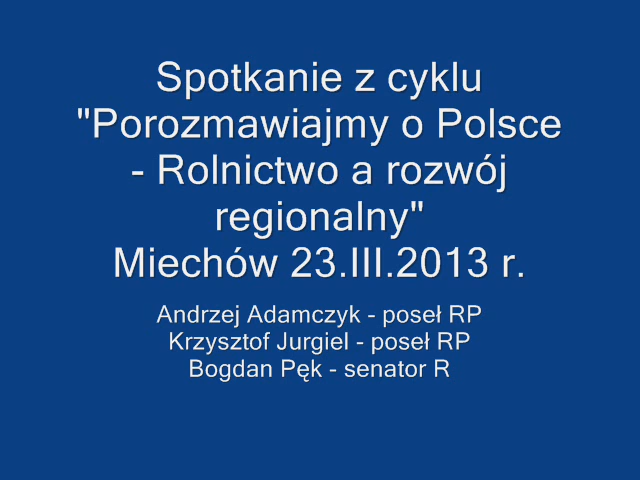 Spotkanie z cyklu
"Porozmawiajmy o Polsce
- Rolnictwo a rozwój
regionalny"
Miechów 23.III.2013 r.
Andrzej Adamczyk - poseł RP
Krzysztof Jurgiel - poseł RP
Bogdan Pęk - senator R